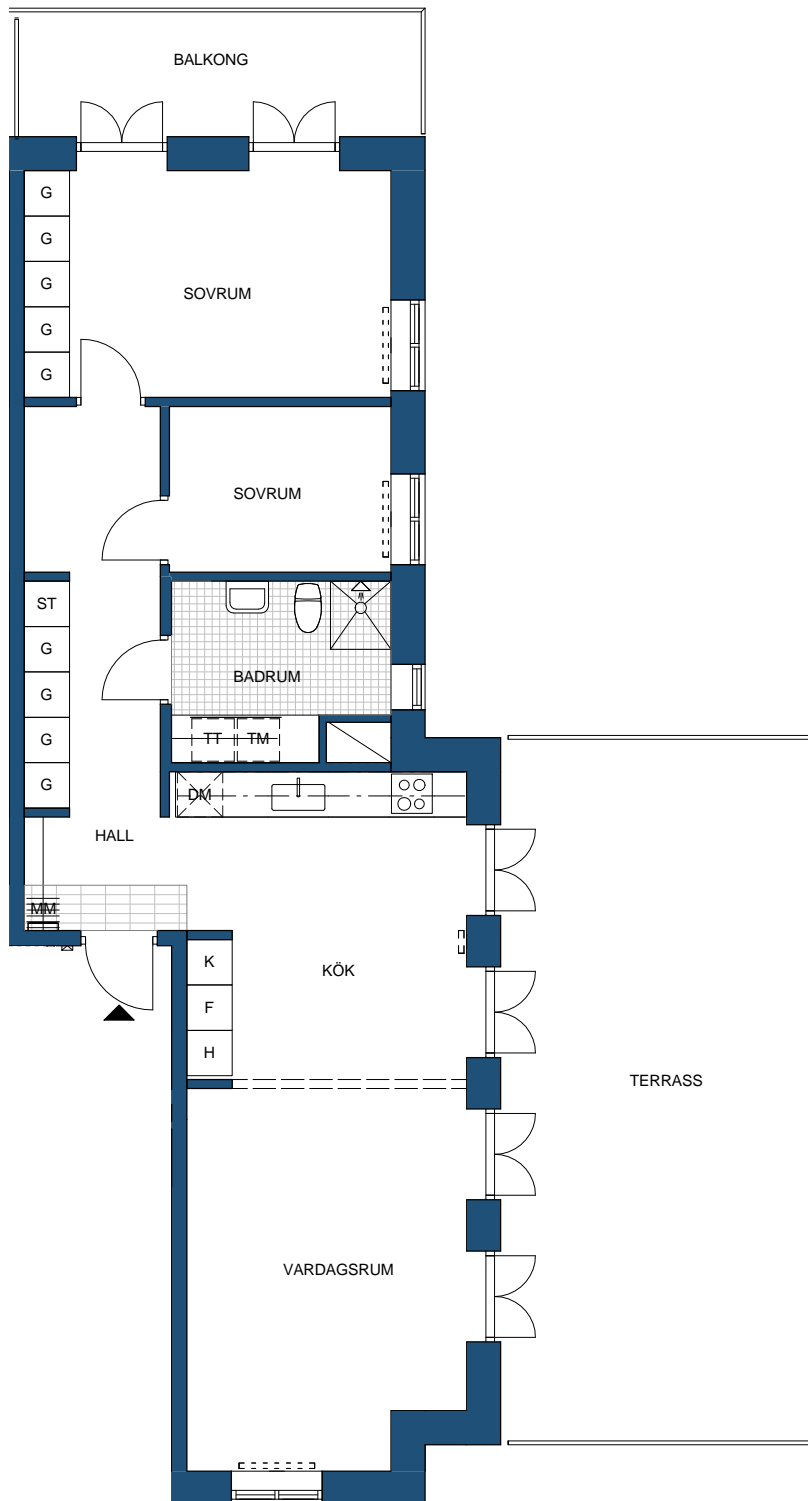 BALKONG
G
G
G
G
G
SOVRUM
SOVRUM
ST
G
G
G
G
BADRUM
TT TM
DM
HALL
MM
K
F
H
KÖK
TERRASS
VARDAGSRUM